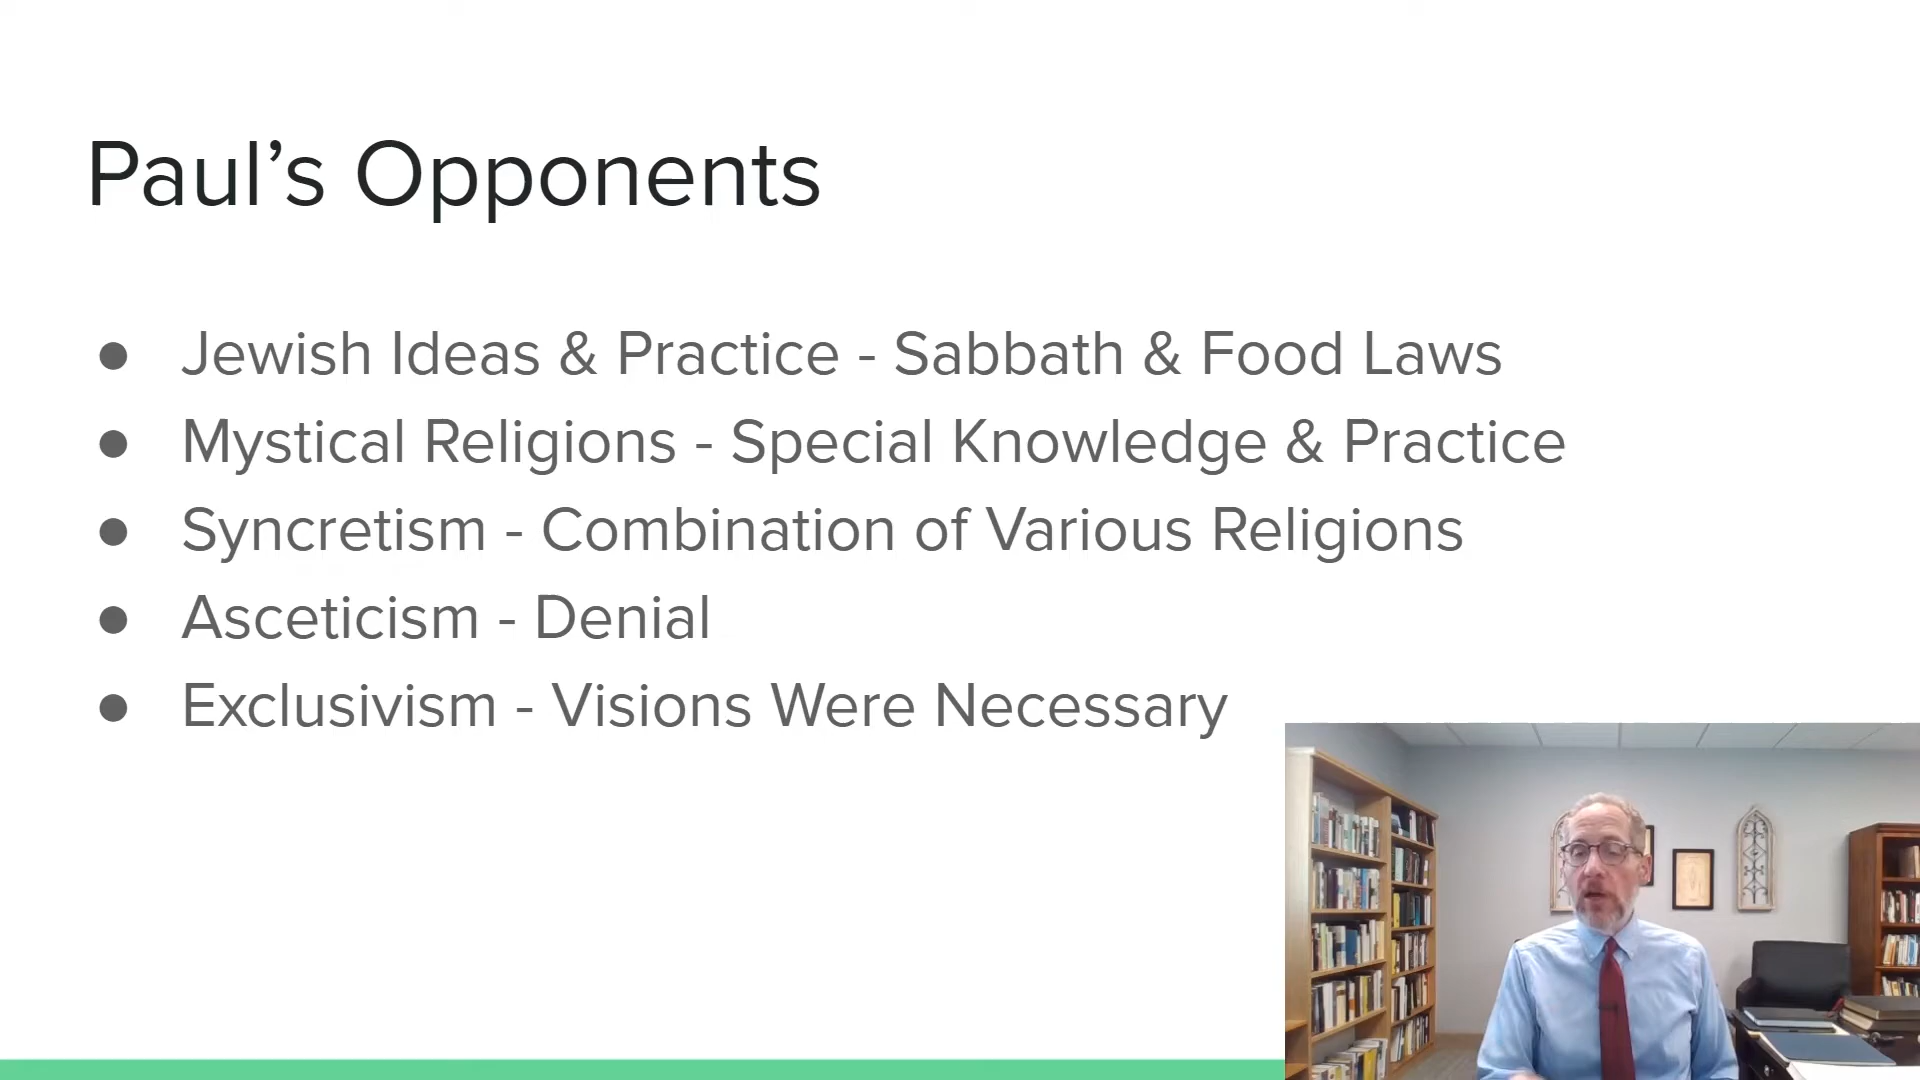 Paul’s Opponents
● Jewish Ideas & Practice - Sabbath & Food Laws
● Mystical Religions - Special Knowledge & Practice
● Syncretism - Combination of Various Religions
● Asceticism - Denial
● Exclusivism - Visions Were Necessary